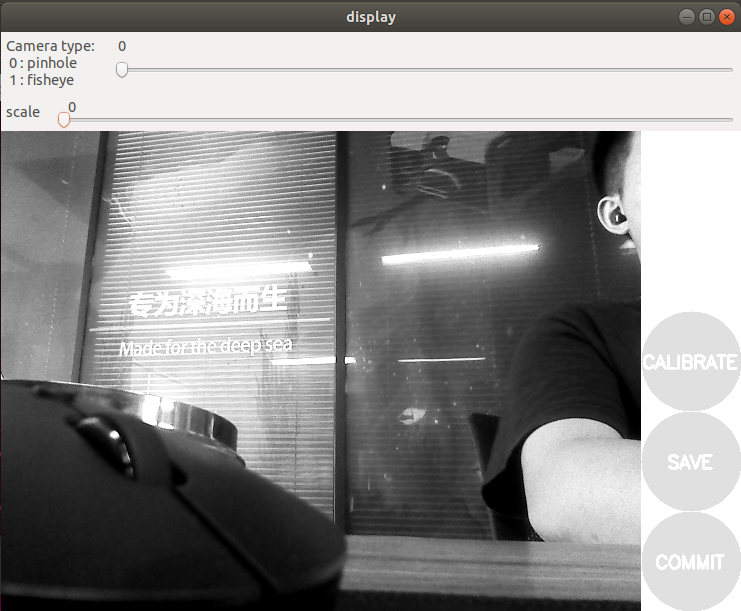 display
Camera type: 0
0 : pinhole
1 : fisheye
scale 0
专为深海而生
Made for the deep sea
CALIBRATE
SAVE
COMMIT